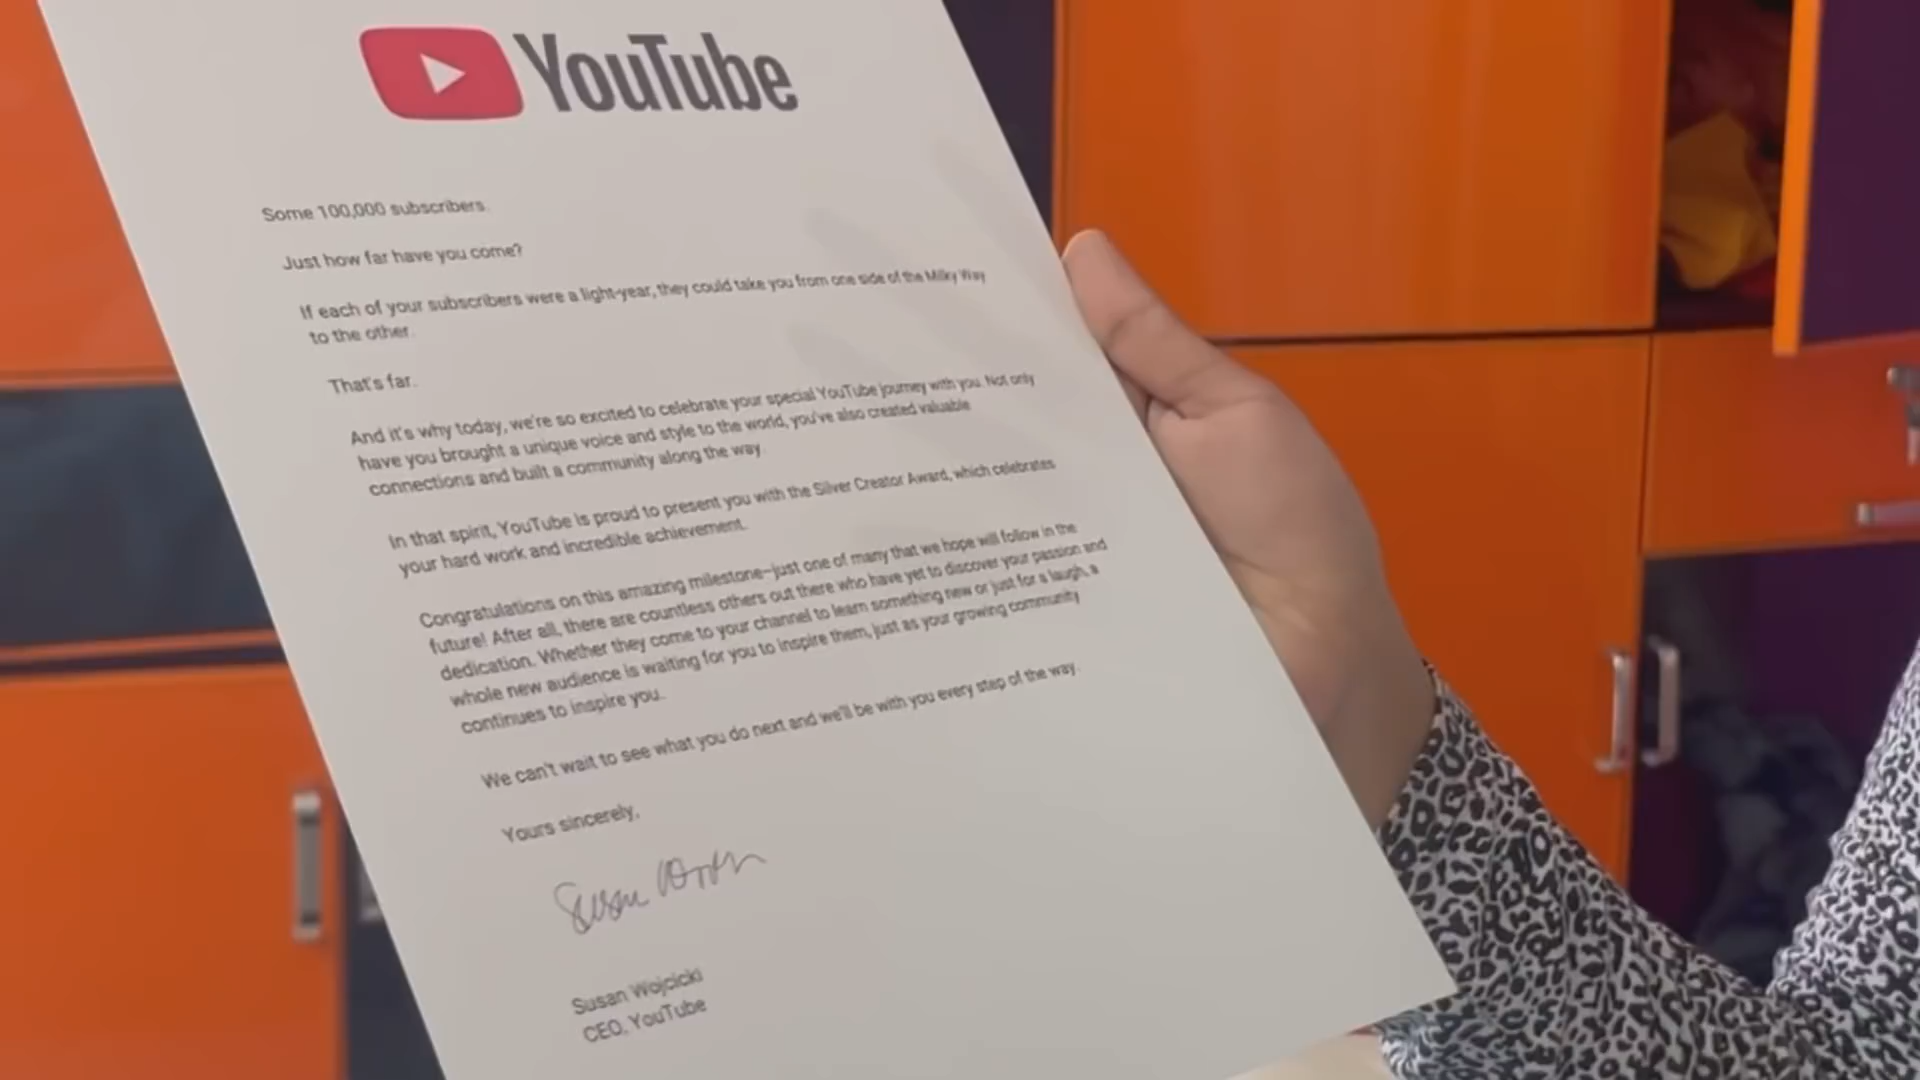 YouTube
Some 100,000 subscribers.
Just how far have you come?
If each of your subscribers were a light-year, they could take you from one side of the Milky Way
to the other.
That's far.
And it's why today, we're so excited to celebrate your special YouTube journey with you. Not only
have you brought a unique voice and style to the world, you've also created valuable
connections and built a community along the way.
In that spirit, YouTube is proud to present you with the Silver Creator Award, which celebrates
your hard work and incredible achievement.
Congratulations on this amazing milestone—just one of many that we hope will follow in the
future! After all, there are countless others out there who have yet to discover your passion and
dedication. Whether they come to your channel to learn something new or just for a laugh, a
whole new audience is waiting for you to inspire them, just as your growing community
continues to inspire you.
We can't wait to see what you do next and we'll be with you every step of the way.
Yours sincerely,
Susan
Susan Wojcicki
CEO, YouTube